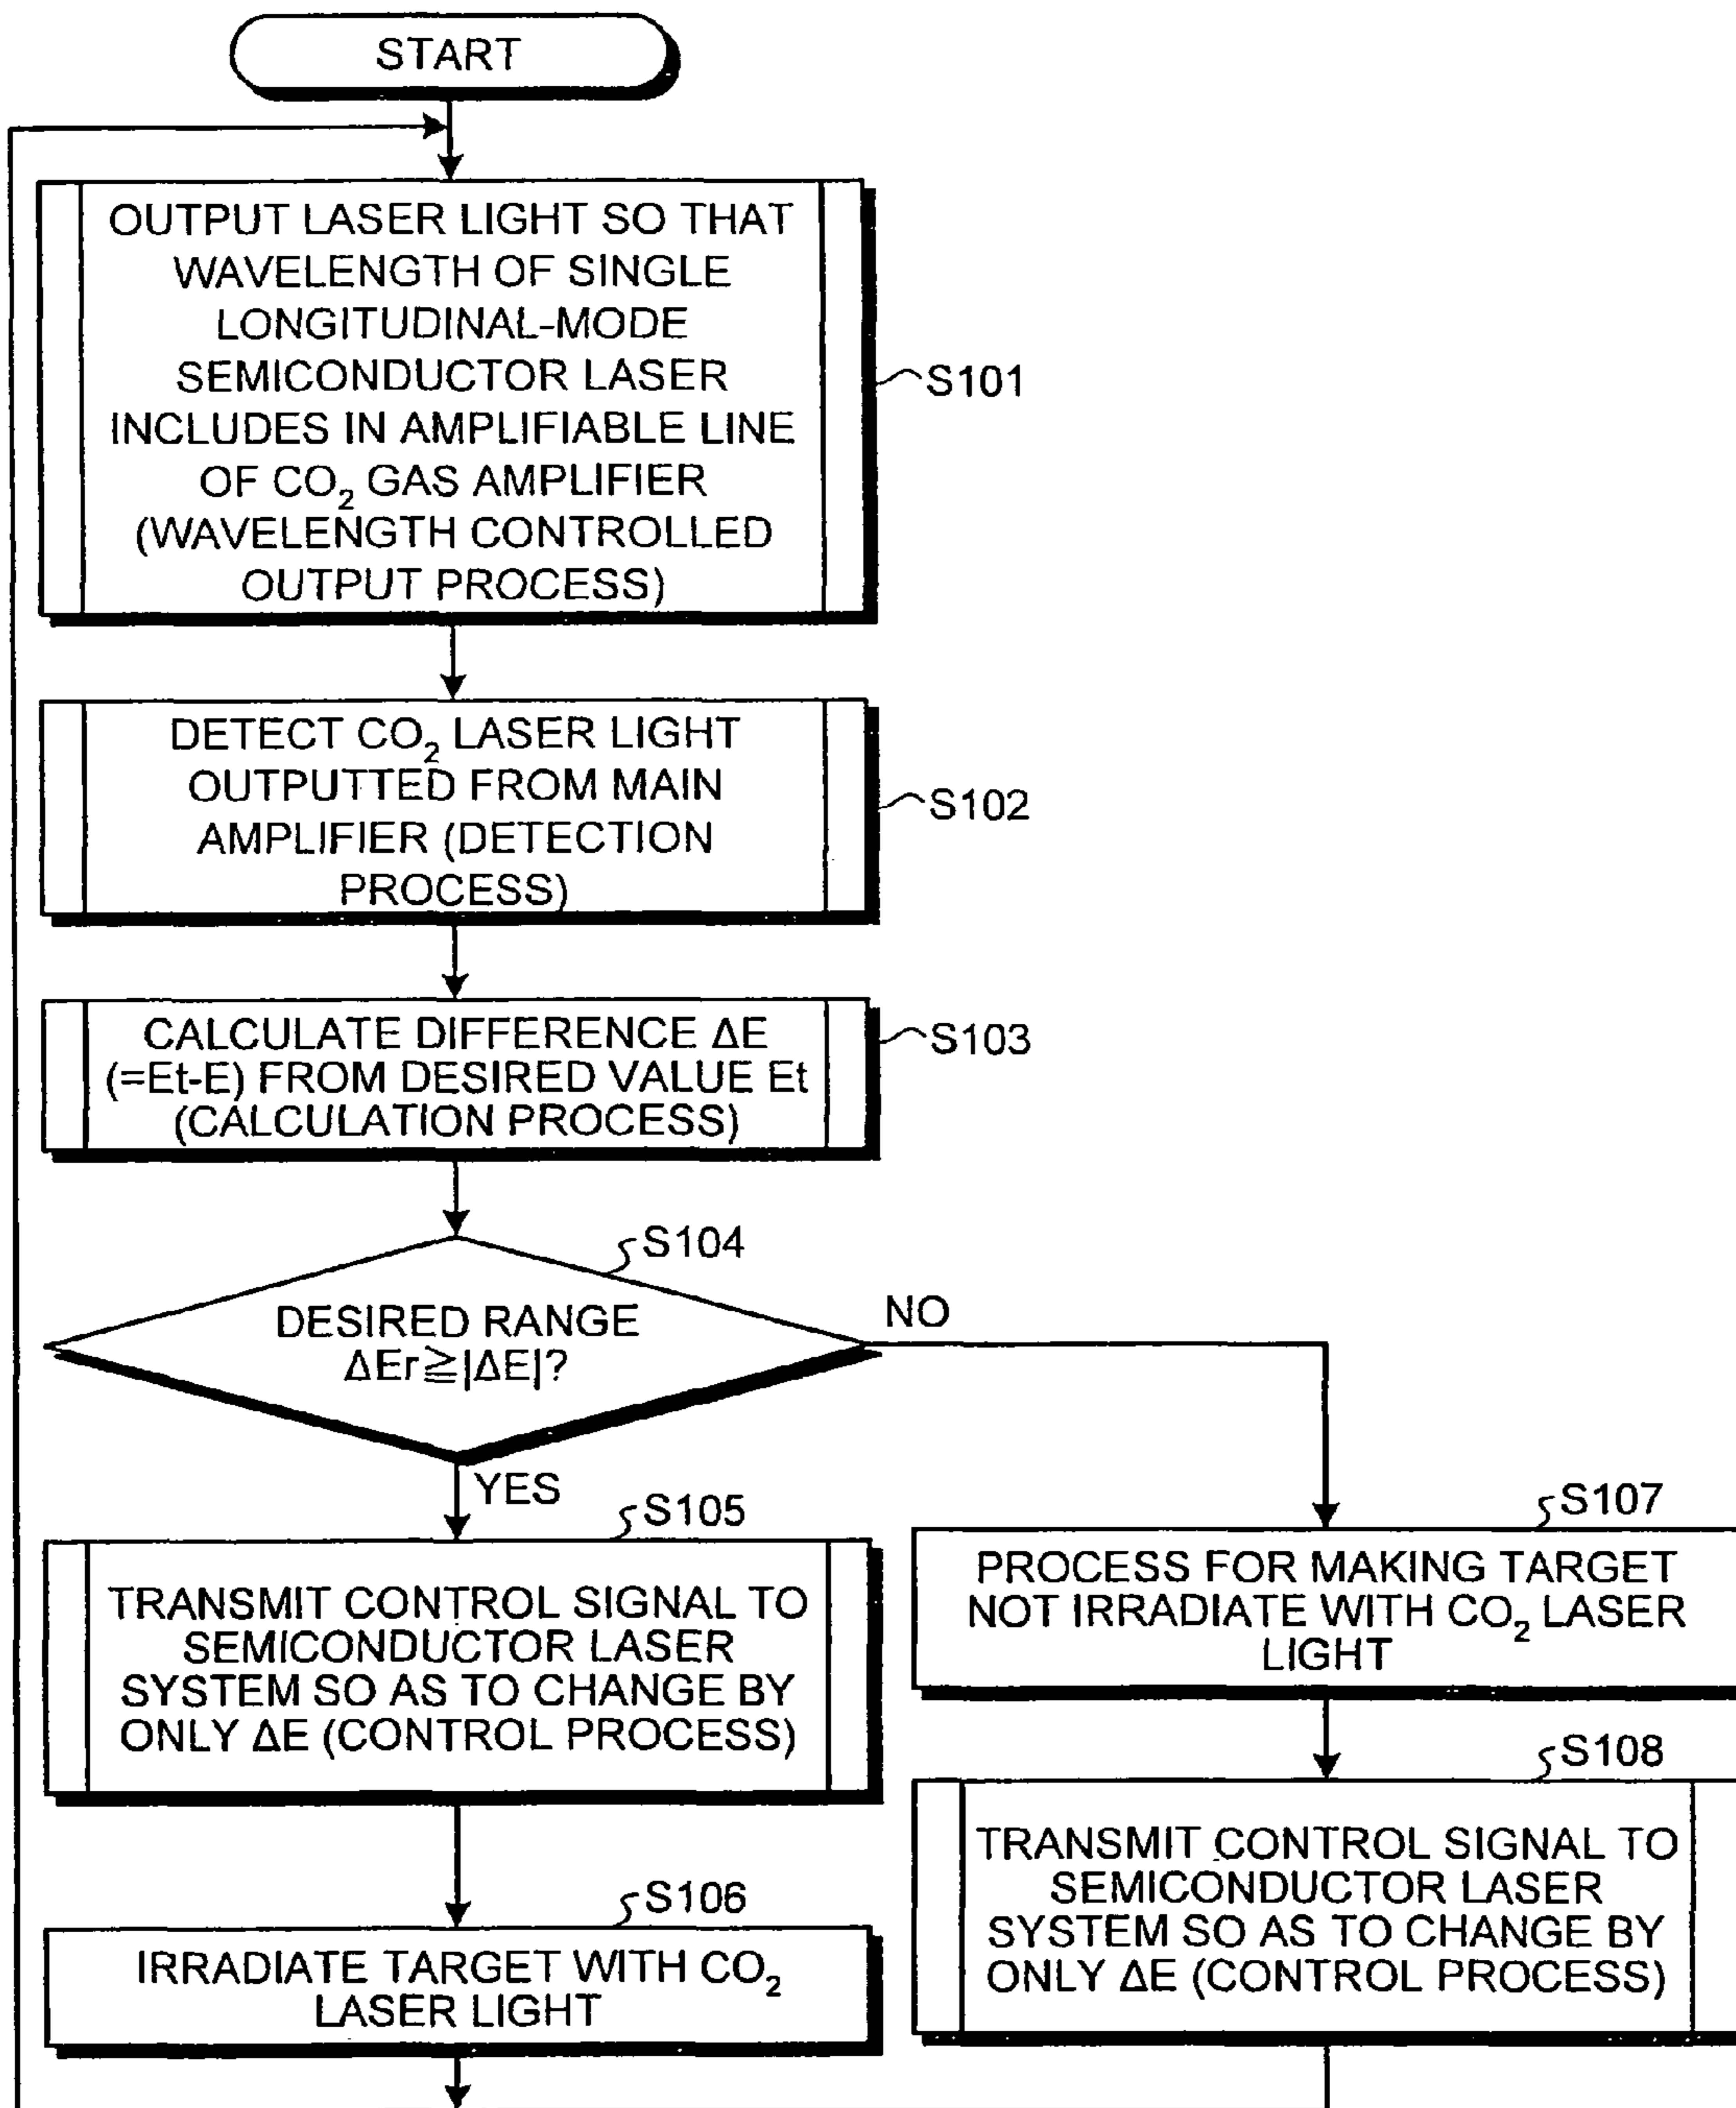 START
OUTPUT LASER LIGHT SO THAT
WAVELENGTH OF SINGLE
LONGITUDINAL-MODE
SEMICONDUCTOR LASER
INCLUDES IN AMPLIFIABLE LINE
OF CO₂ GAS AMPLIFIER
(WAVELENGTH CONTROLLED
OUTPUT PROCESS)
S101
DETECT CO₂ LASER LIGHT
OUTPUTTED FROM MAIN
AMPLIFIER (DETECTION
PROCESS)
S102
CALCULATE DIFFERENCE ΔE
(=Et-E) FROM DESIRED VALUE Et
(CALCULATION PROCESS)
S103
S104
DESIRED RANGE
ΔEr≧|ΔE|?
NO
YES
S105
TRANSMIT CONTROL SIGNAL TO
SEMICONDUCTOR LASER
SYSTEM SO AS TO CHANGE BY
ONLY ΔE (CONTROL PROCESS)
S106
IRRADIATE TARGET WITH CO₂
LASER LIGHT
S107
PROCESS FOR MAKING TARGET
NOT IRRADIATE WITH CO₂ LASER
LIGHT
S108
TRANSMIT CONTROL SIGNAL TO
SEMICONDUCTOR LASER
SYSTEM SO AS TO CHANGE BY
ONLY ΔE (CONTROL PROCESS)